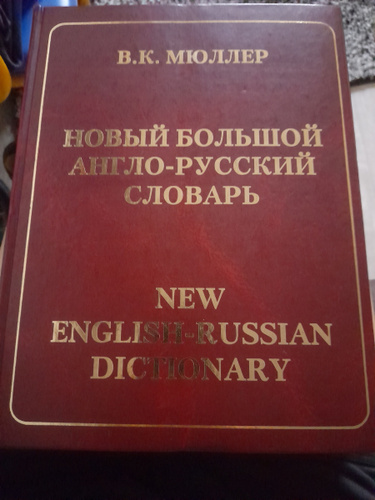 В.К. МЮЛЛЕР
НОВЫЙ БОЛЬШОЙ
АНГЛО-РУССКИЙ
СЛОВАРЬ
NEW
ENGLISH-RUSSIAN
DICTIONARY